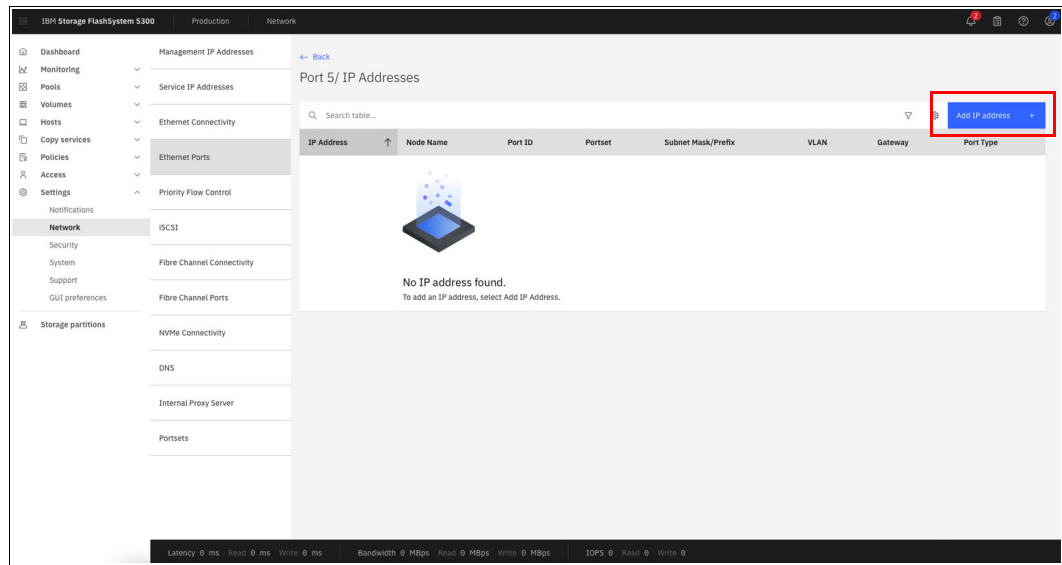 IBM Storage FlashSystem 5300 Production Network 2 2
Dashboard
Monitoring
Pools
Volumes
Hosts
Copy services
Policies
Access
Settings
Notifications
Network
Security
System
Support
GUI preferences
Storage partitions
Management IP Addresses
Service IP Addresses
Ethernet Connectivity
Ethernet Ports
Priority Flow Control
iSCSI
Fibre Channel Connectivity
Fibre Channel Ports
NVMe Connectivity
DNS
Internal Proxy Server
Portsets
← Back
Port 5/ IP Addresses
Search table... Add IP address +
IP Address ↑ Node Name Port ID Portset Subnet Mask/Prefix VLAN Gateway Port Type
No IP address found.
To add an IP address, select Add IP Address.
Latency 0 ms Read 0 ms Write 0 ms Bandwidth 0 MBps Read 0 MBps Write 0 MBps IOPS 0 Read 0 Write 0